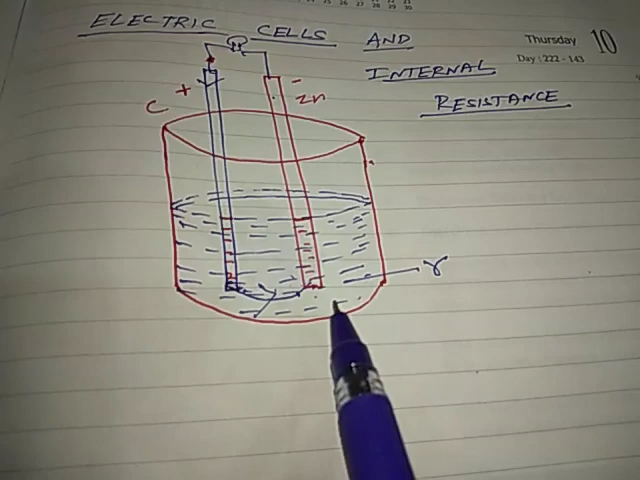 ELECTRIC CELLS AND
INTERNAL
RESISTANCE
Thursday 10
Day : 222 - 143
+
-
Zn
C
r